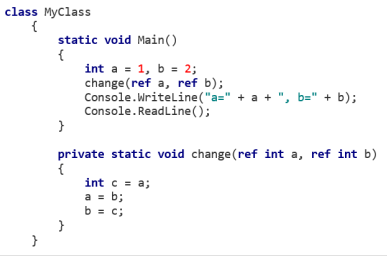 class MyClass
    {
        static void Main()
        {
            int a = 1, b = 2;
            change(ref a, ref b);
            Console.WriteLine("a=" + a + ", b=" + b);
            Console.ReadLine();
        }

        private static void change(ref int a, ref int b)
        {
            int c = a;
            a = b;
            b = c;
        }
    }